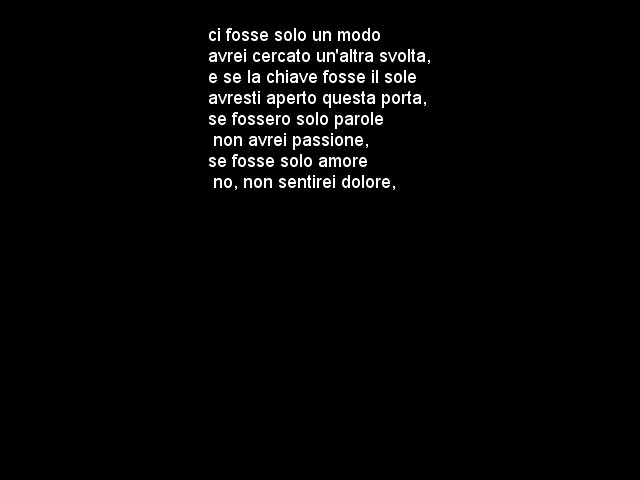 ci fosse solo un modo
avrei cercato un'altra svolta,
e se la chiave fosse il sole
avresti aperto questa porta,
se fossero solo parole
non avrei passione,
se fosse solo amore
no, non sentirei dolore,